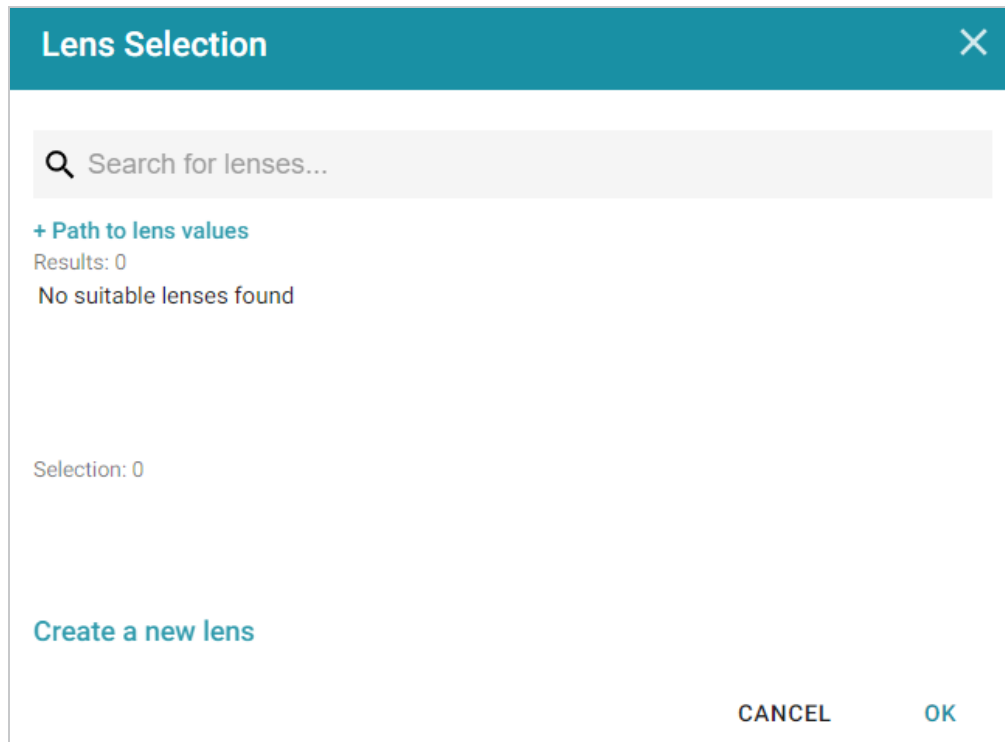 Lens Selection
Search for lenses...
+ Path to lens values
Results: 0
No suitable lenses found
Selection: 0
Create a new lens
CANCEL OK